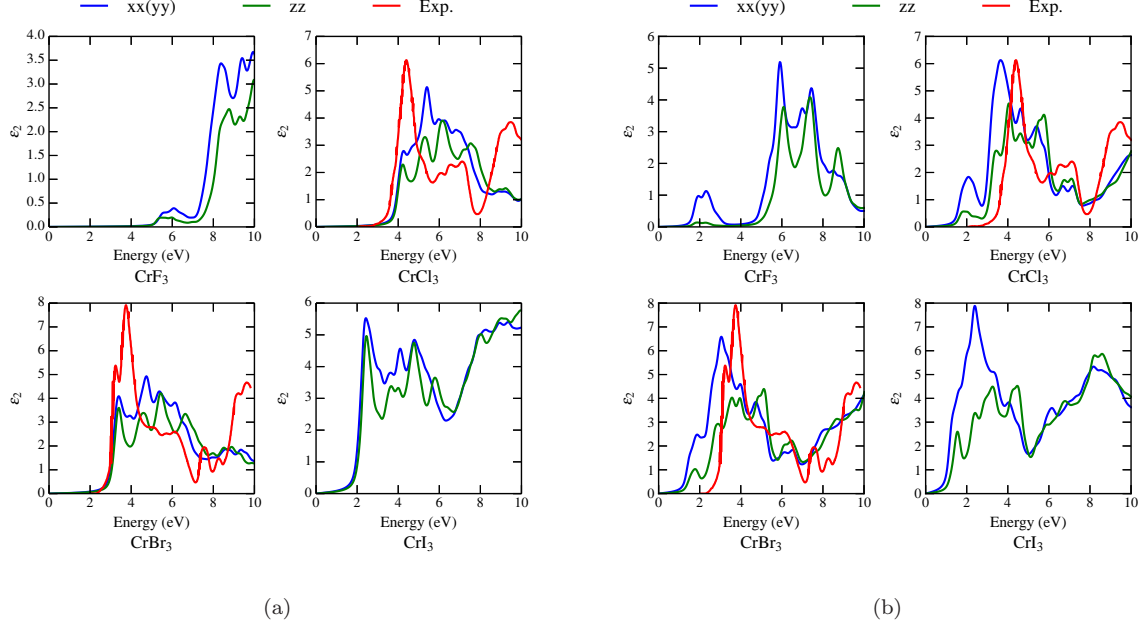 xx(yy) zz Exp. xx(yy) zz Exp.
4.0 3.5 3.0 2.5 2.0 1.5 1.0 0.5 0.0
ε2
0 2 4 6 8 10
Energy (eV)
CrF3
7 6 5 4 3 2 1 0
ε2
0 2 4 6 8 10
Energy (eV)
CrCl3
8 7 6 5 4 3 2 1 0
ε2
0 2 4 6 8 10
Energy (eV)
CrBr3
6 5 4 3 2 1 0
ε2
0 2 4 6 8 10
Energy (eV)
CrI3
(a)
6 5 4 3 2 1 0
ε2
0 2 4 6 8 10
Energy (eV)
CrF3
7 6 5 4 3 2 1 0
ε2
0 2 4 6 8 10
Energy (eV)
CrCl3
8 7 6 5 4 3 2 1 0
ε2
0 2 4 6 8 10
Energy (eV)
CrBr3
8 7 6 5 4 3 2 1 0
ε2
0 2 4 6 8 10
Energy (eV)
CrI3
(b)